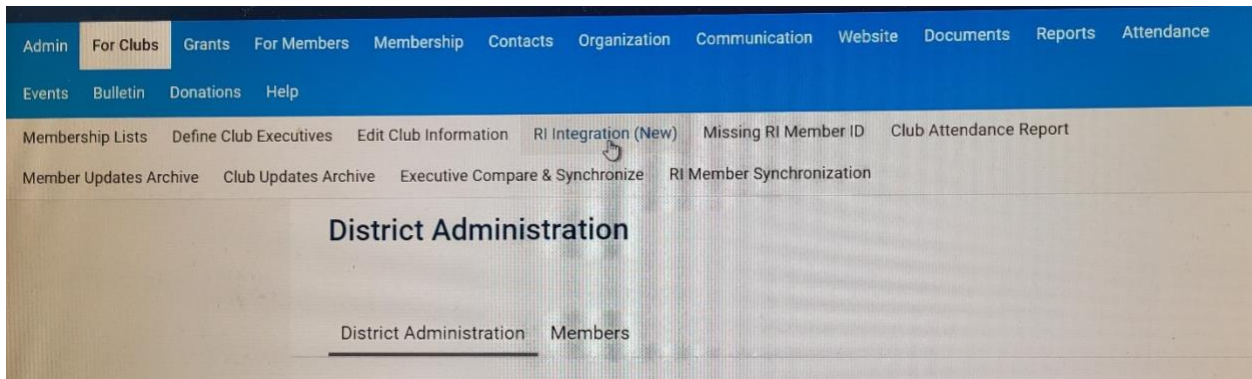 Admin For Clubs Grants For Members Membership Contacts Organization Communication Website Documents Reports Attendance
Events Bulletin Donations Help
Membership Lists Define Club Executives Edit Club Information RI Integration (New) Missing RI Member ID Club Attendance Report
Member Updates Archive Club Updates Archive Executive Compare & Synchronize RI Member Synchronization
District Administration
District Administration Members